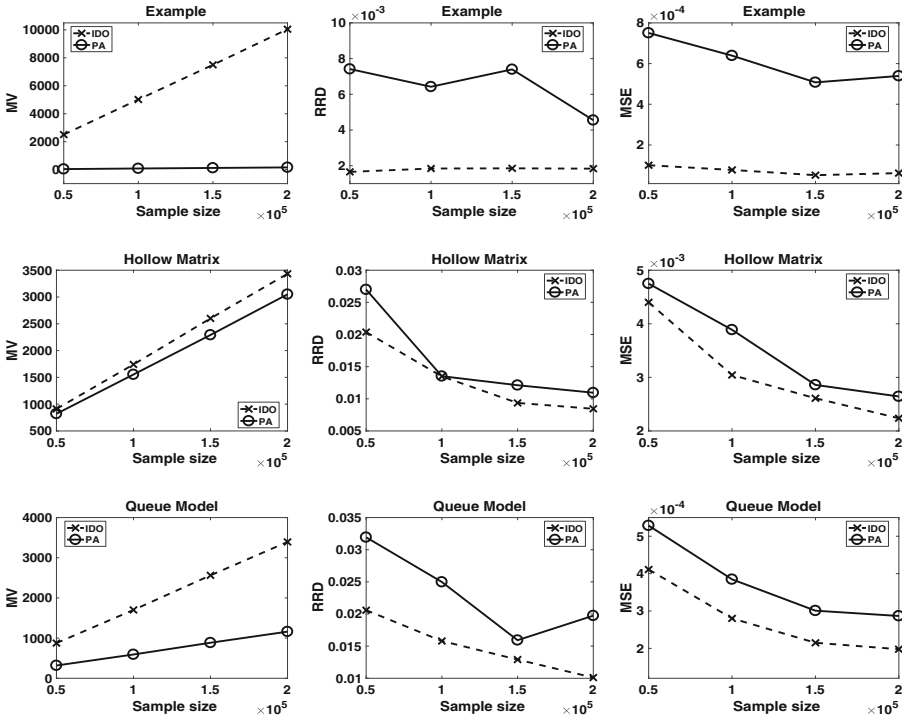 Example
10000
8000
6000
4000
2000
0
MV
IDO
PA
0.5 1 1.5 2
Sample size ×10^5
Example
×10^-3
10
8
6
4
2
RRD
IDO
PA
0.5 1 1.5 2
Sample size ×10^5
Example
×10^-4
8
6
4
2
MSE
IDO
PA
0.5 1 1.5 2
Sample size ×10^5
Hollow Matrix
3500
3000
2500
2000
1500
1000
500
MV
IDO
PA
0.5 1 1.5 2
Sample size ×10^5
Hollow Matrix
0.03
0.025
0.02
0.015
0.01
0.005
RRD
IDO
PA
0.5 1 1.5 2
Sample size ×10^5
Hollow Matrix
×10^-3
5
4
3
2
MSE
IDO
PA
0.5 1 1.5 2
Sample size ×10^5
Queue Model
4000
3000
2000
1000
0
MV
IDO
PA
0.5 1 1.5 2
Sample size ×10^5
Queue Model
0.035
0.03
0.025
0.02
0.015
0.01
RRD
IDO
PA
0.5 1 1.5 2
Sample size ×10^5
Queue Model
×10^-4
5
4
3
2
MSE
IDO
PA
0.5 1 1.5 2
Sample size ×10^5